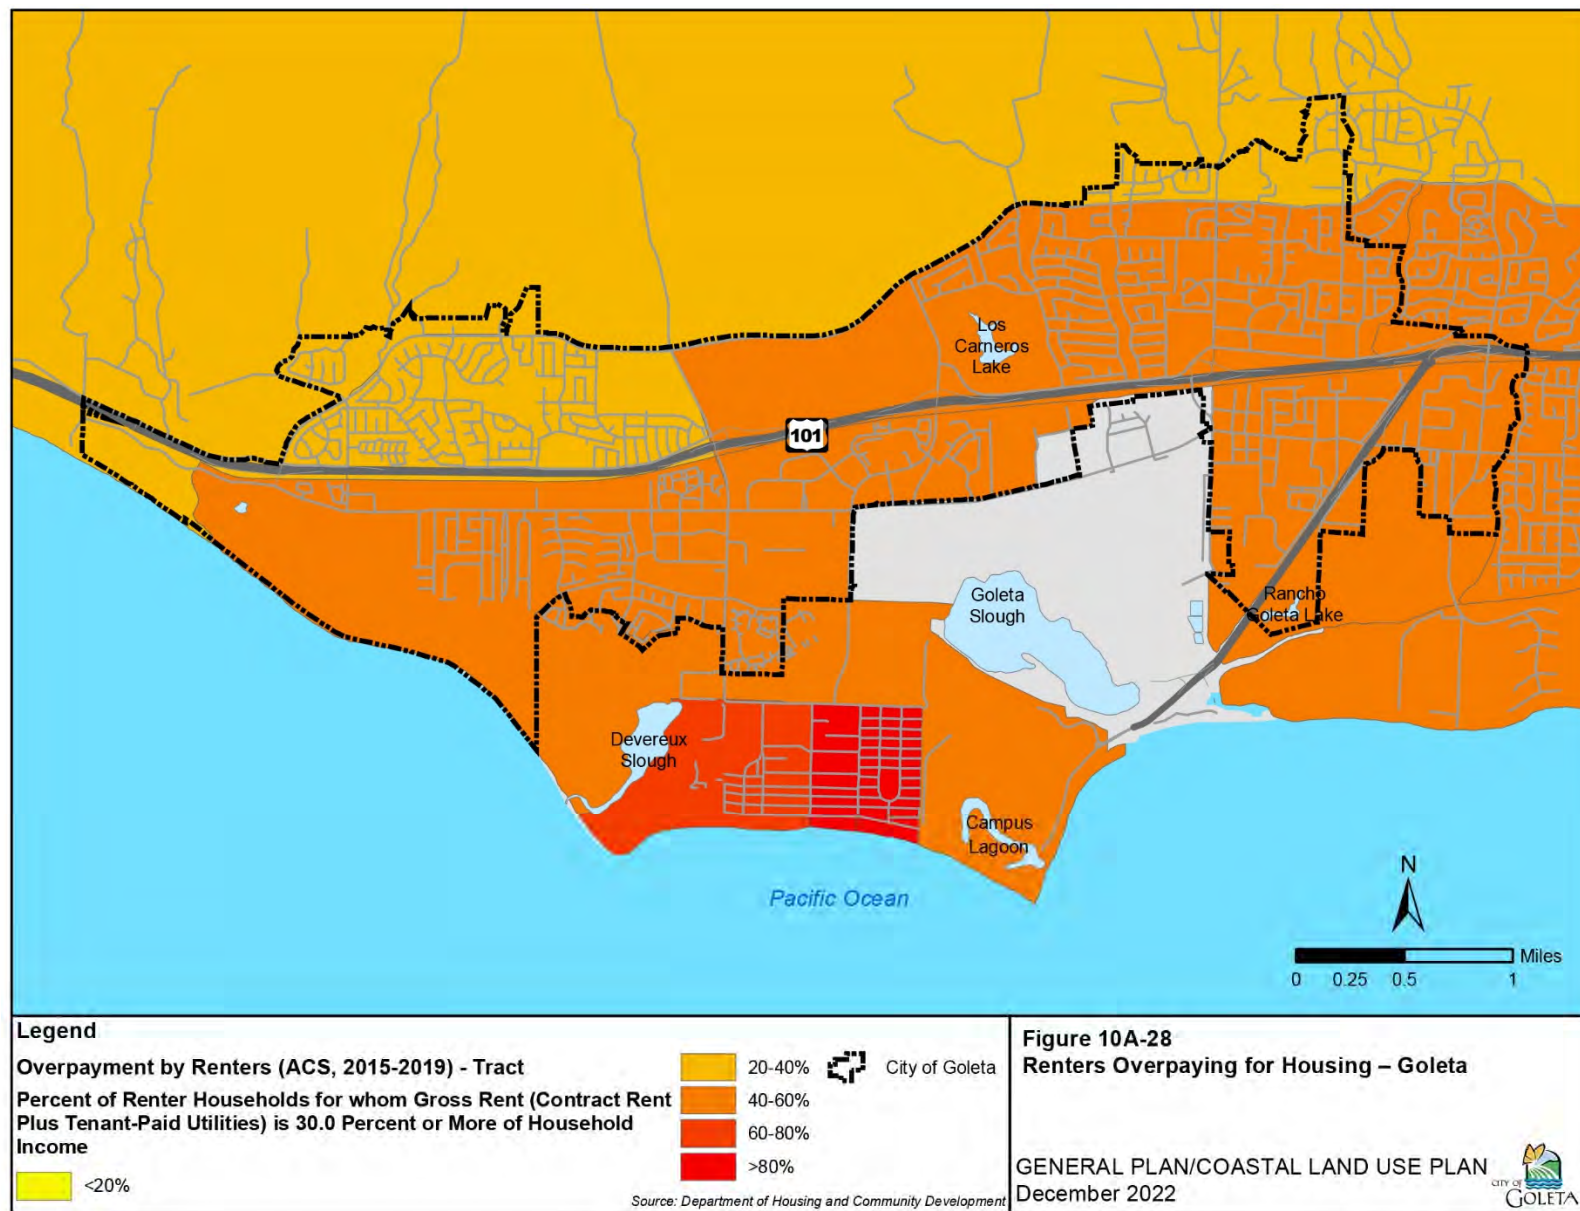 Los
Carneros
Lake
101
Goleta
Slough
Rancho
Goleta Lake
Devereux
Slough
Campus
Lagoon
Pacific Ocean
N
Miles
0 0.25 0.5 1
Legend
Overpayment by Renters (ACS, 2015-2019) - Tract
Percent of Renter Households for whom Gross Rent (Contract Rent
Plus Tenant-Paid Utilities) is 30.0 Percent or More of Household
Income
<20%
20-40%
40-60%
60-80%
>80%
City of Goleta
Source: Department of Housing and Community Development
Figure 10A-28
Renters Overpaying for Housing – Goleta
GENERAL PLAN/COASTAL LAND USE PLAN
December 2022
CITY OF
GOLETA